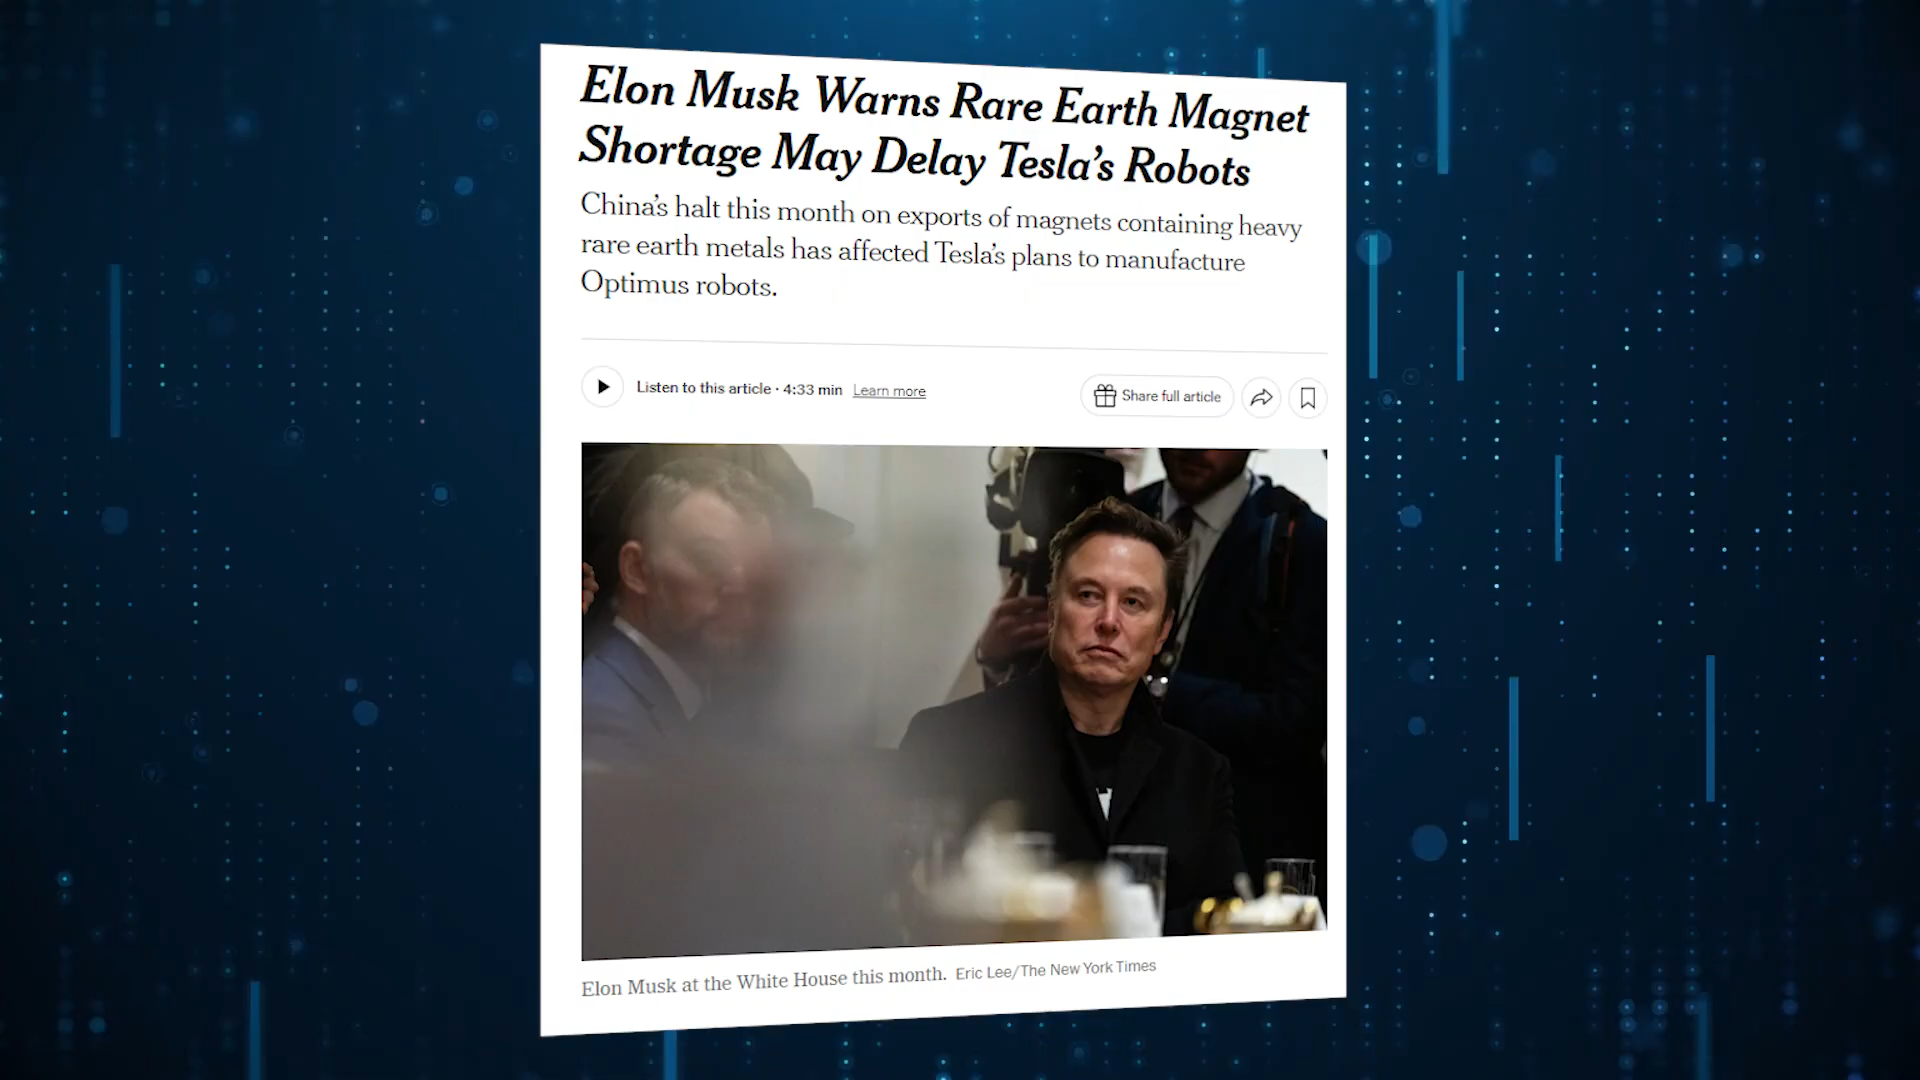 Elon Musk Warns Rare Earth Magnet
Shortage May Delay Tesla's Robots
China's halt this month on exports of magnets containing heavy
rare earth metals has affected Tesla's plans to manufacture
Optimus robots.
Listen to this article · 4:33 min Learn more
Share full article
Elon Musk at the White House this month. Eric Lee/The New York Times